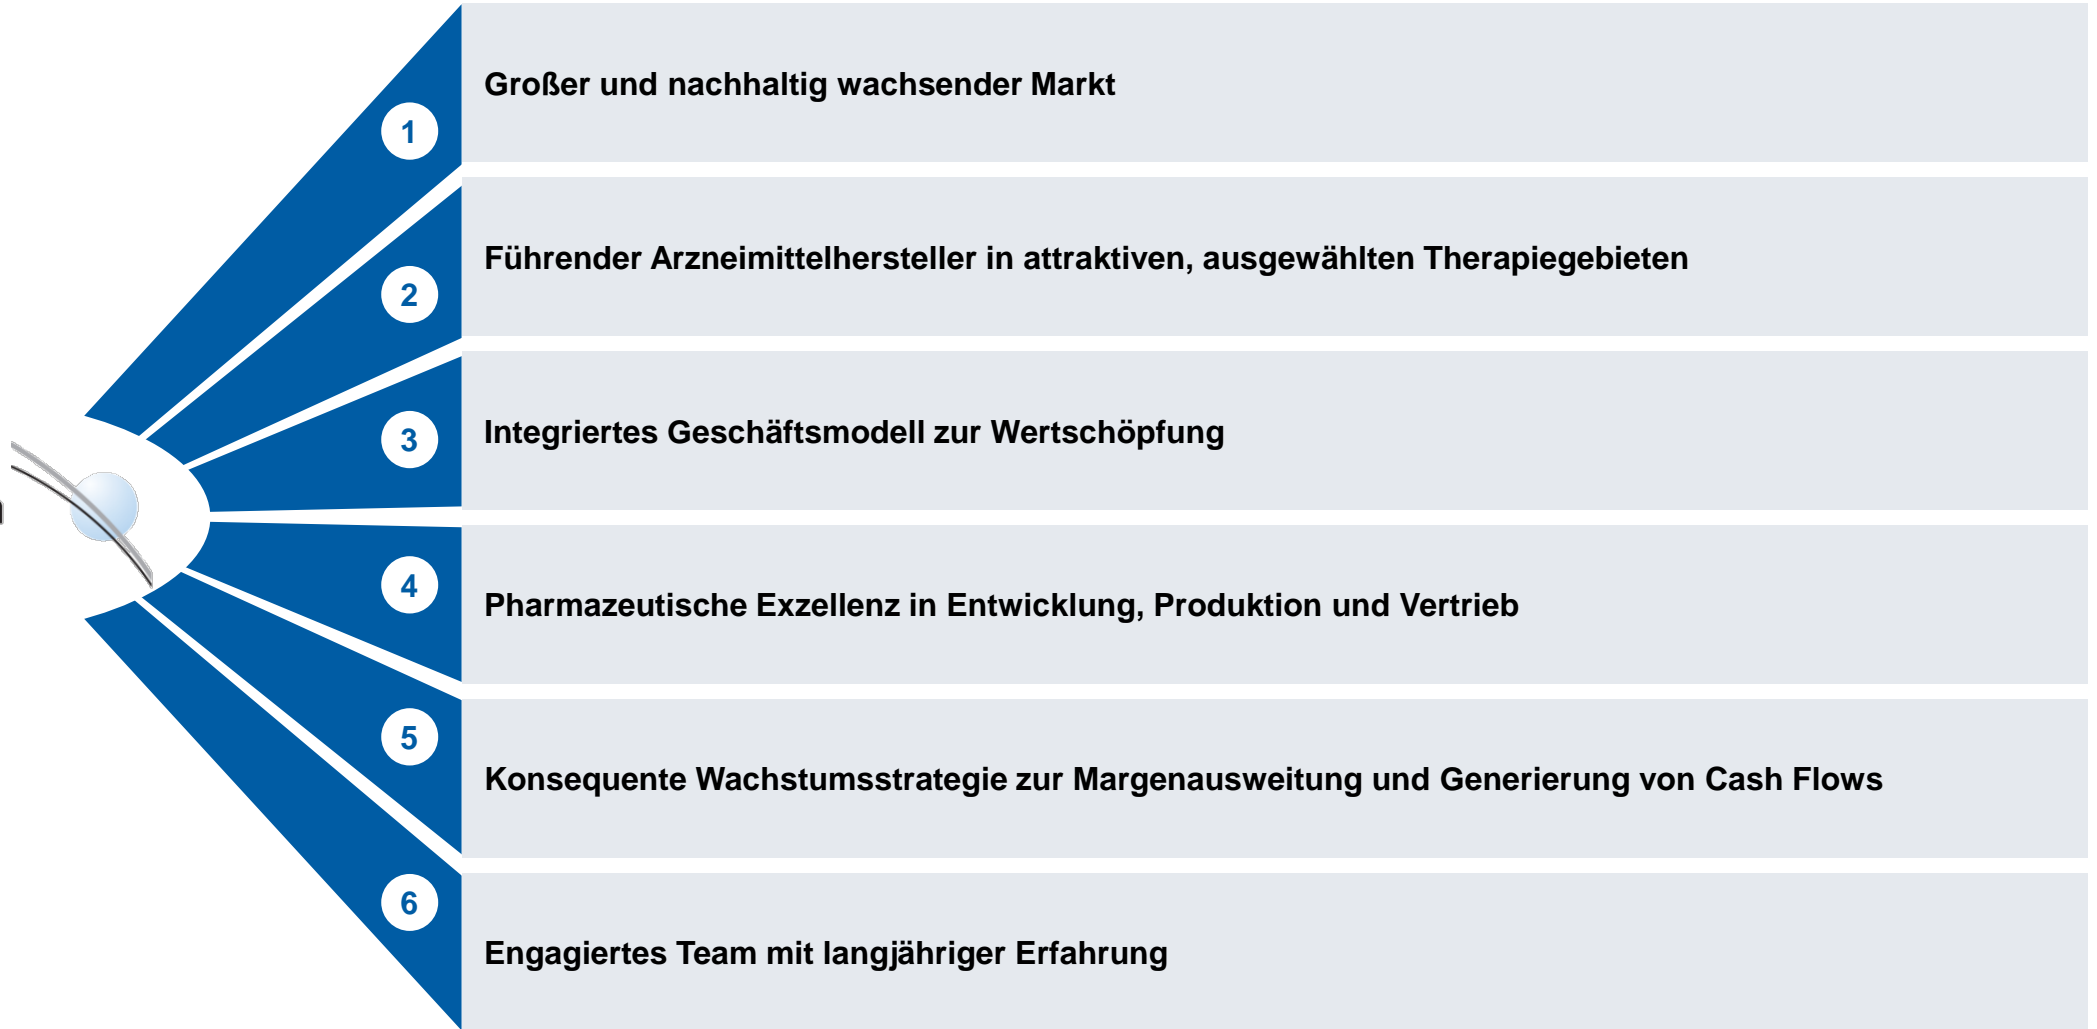 1
Großer und nachhaltig wachsender Markt
2
Führender Arzneimittelhersteller in attraktiven, ausgewählten Therapiegebieten
3
Integriertes Geschäftsmodell zur Wertschöpfung
4
Pharmazeutische Exzellenz in Entwicklung, Produktion und Vertrieb
5
Konsequente Wachstumsstrategie zur Margenausweitung und Generierung von Cash Flows
6
Engagiertes Team mit langjähriger Erfahrung